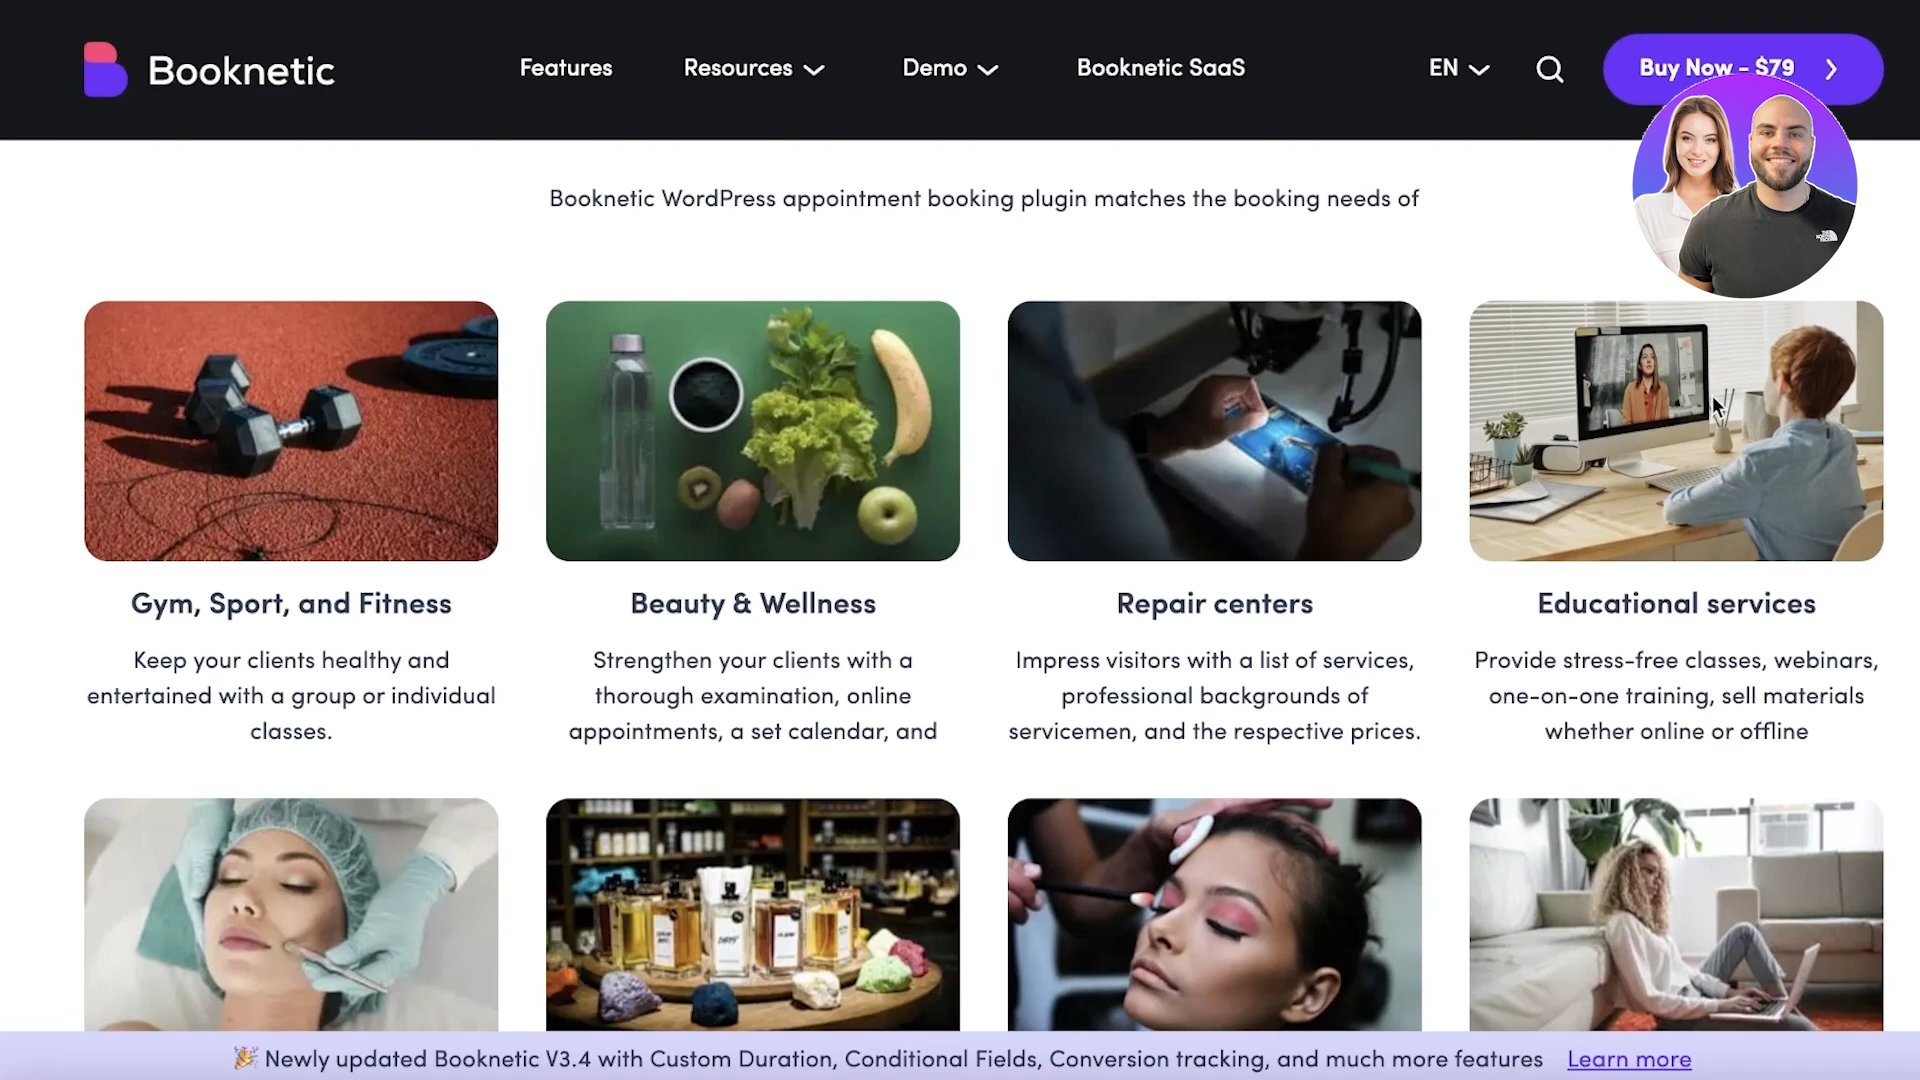 Booknetic
Features
Resources
Demo
Booknetic SaaS
EN
Buy Now - $79
Booknetic WordPress appointment booking plugin matches the booking needs of
Gym, Sport, and Fitness
Keep your clients healthy and
entertained with a group or individual
classes.
Beauty & Wellness
Strengthen your clients with a
thorough examination, online
appointments, a set calendar, and
Repair centers
Impress visitors with a list of services,
professional backgrounds of
servicemen, and the respective prices.
Educational services
Provide stress-free classes, webinars,
one-on-one training, sell materials
whether online or offline
🎉 Newly updated Booknetic V3.4 with Custom Duration, Conditional Fields, Conversion tracking, and much more features Learn more